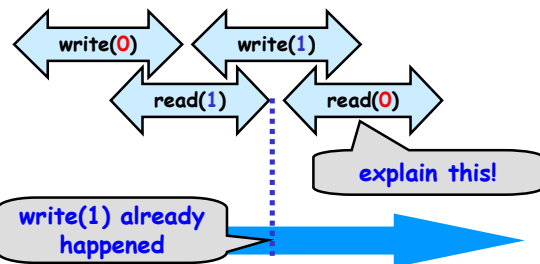 write(0) write(1)
read(1) read(0)
explain this!
write(1) already
happened